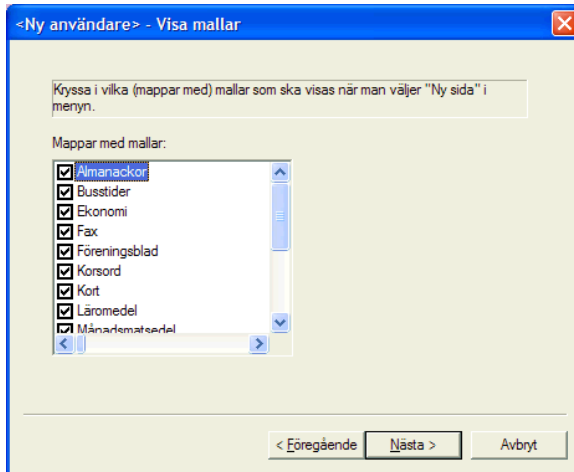 <Ny användare> - Visa mallar
Kryssa i vilka (mappar med) mallar som ska visas när man väljer "Ny sida" i
menyn.
Mappar med mallar:
Almanackor
Busstider
Ekonomi
Fax
Föreningsblad
Korsord
Kort
Läromedel
Månadsmatsedel
< Föregående Nästa > Avbryt